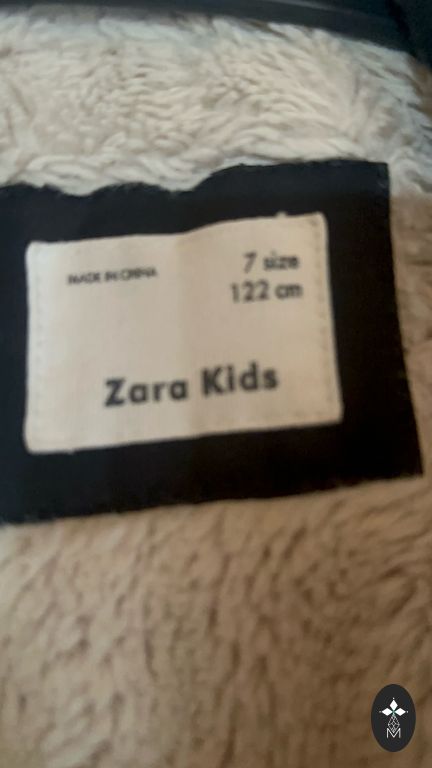 MADE IN CHINA
7 size
122 cm
Zara Kids
M